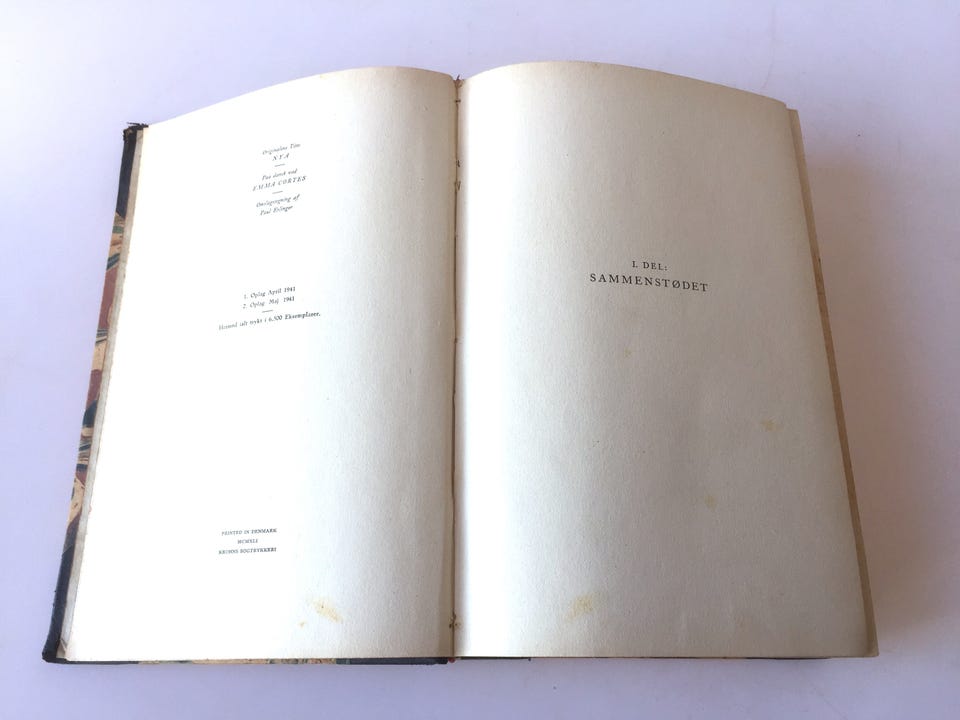 Originalens Titel
NYA
Paa dansk ved
EMMA CORTES
Omslagstegning af
Paul Erlinger
1. Oplag April 1941
2. Oplag Maj 1941
Hermed ialt trykt i 6.500 Eksemplarer.
PRINTED IN DENMARK
MCMXLI
BOGTRYKKERI
I. DEL:
SAMMENSTØDET